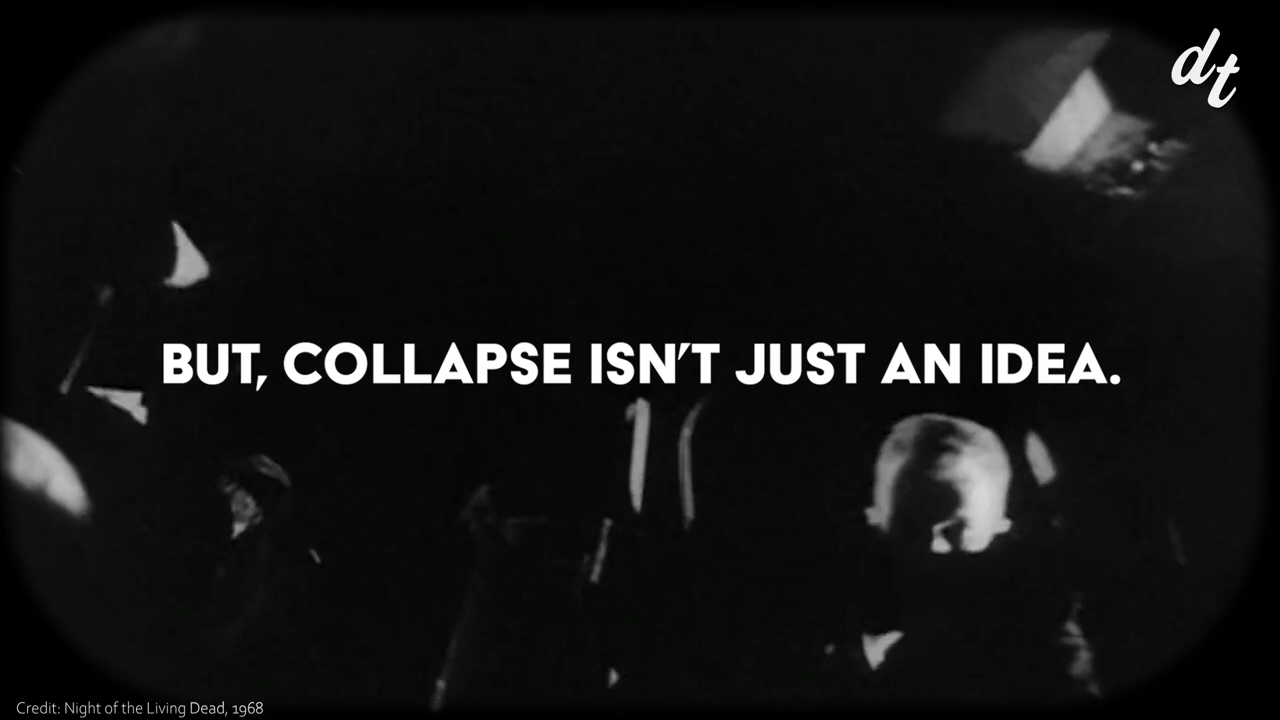 dt
BUT, COLLAPSE ISN'T JUST AN IDEA.
Credit: Night of the Living Dead, 1968